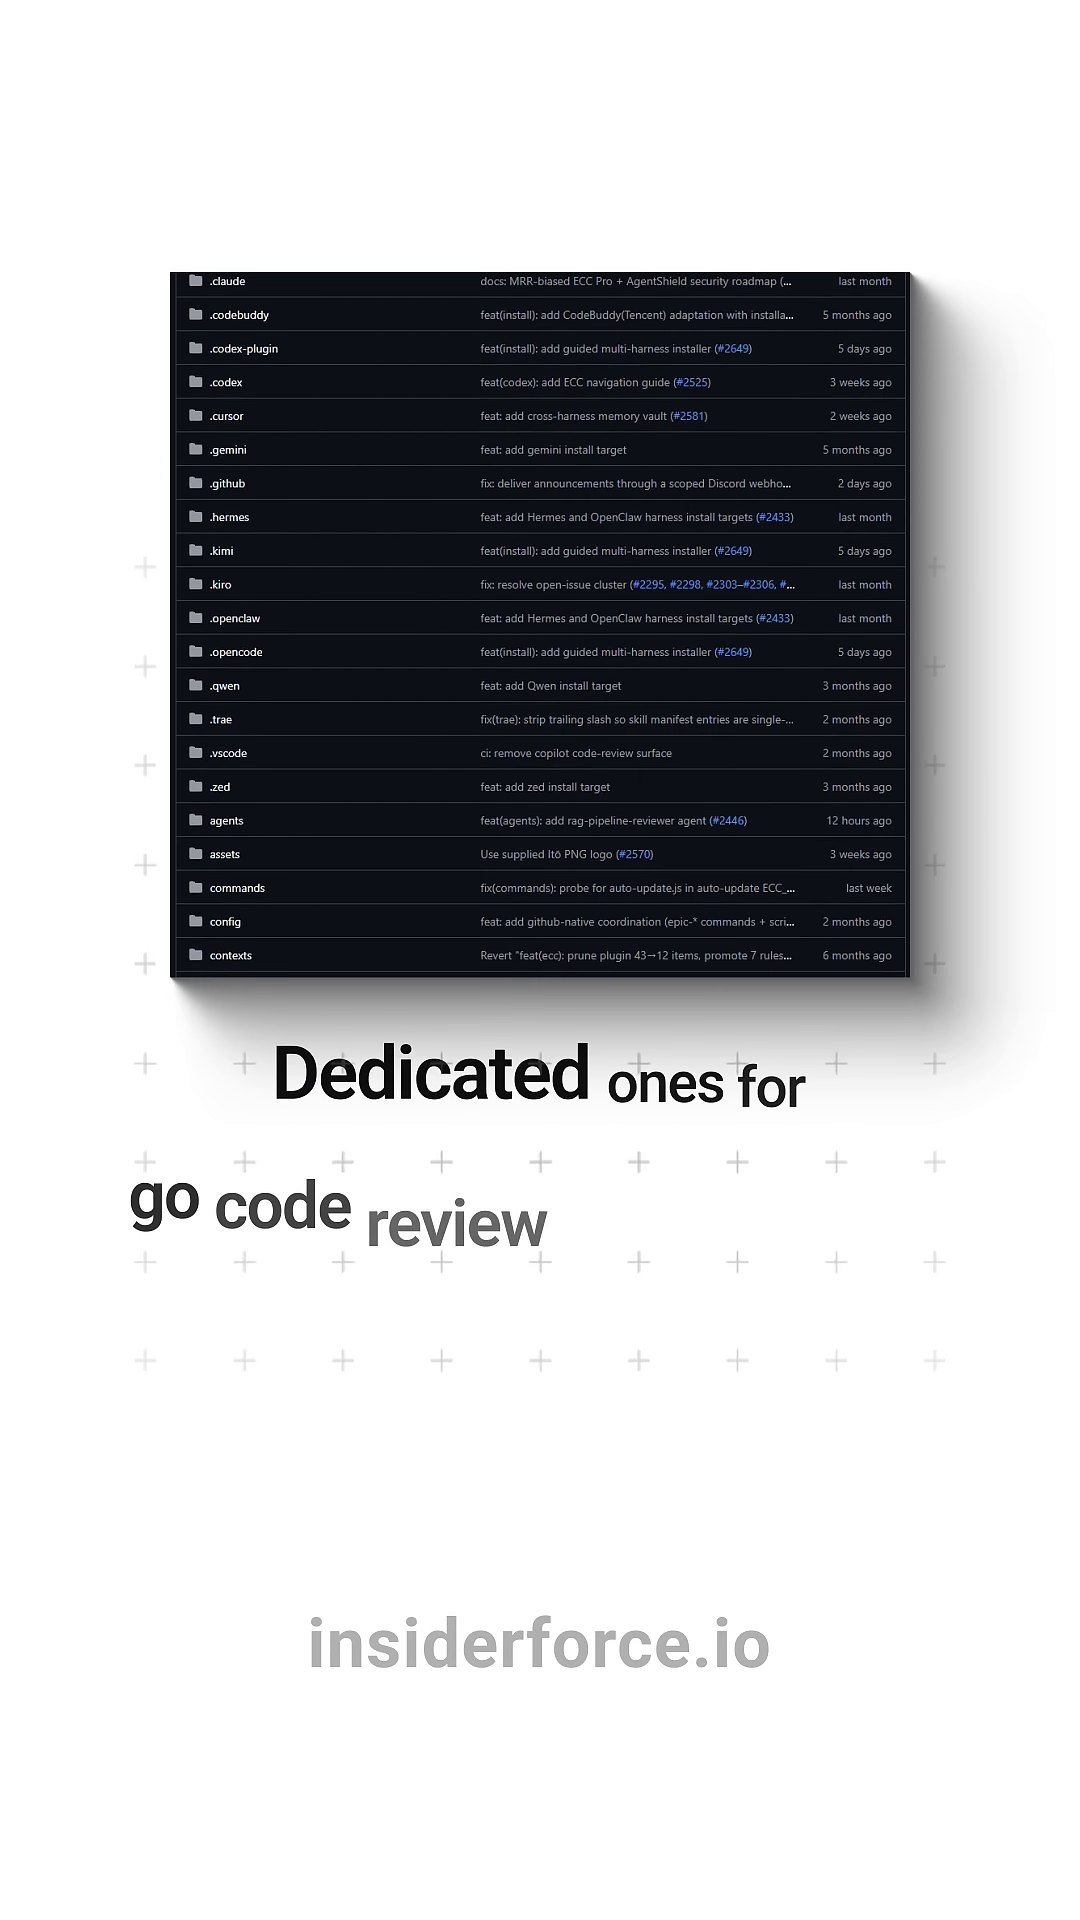 .claude docs: MRR-biased ECC Pro + AgentShield security roadmap (... last month
.codebuddy feat(install): add CodeBuddy(Tencent) adaptation with installa... 5 months ago
.codex-plugin feat(install): add guided multi-harness installer (#2649) 5 days ago
.codex feat(codex): add ECC navigation guide (#2525) 3 weeks ago
.cursor feat: add cross-harness memory vault (#2581) 2 weeks ago
.gemini feat: add gemini install target 5 months ago
.github fix: deliver announcements through a scoped Discord webho... 2 days ago
.hermes feat: add Hermes and OpenClaw harness install targets (#2433) last month
.kimi feat(install): add guided multi-harness installer (#2649) 5 days ago
.kiro fix: resolve open-issue cluster (#2295, #2298, #2303–#2306, #... last month
.openclaw feat: add Hermes and OpenClaw harness install targets (#2433) last month
.opencode feat(install): add guided multi-harness installer (#2649) 5 days ago
.qwen feat: add Qwen install target 3 months ago
.trae fix(trae): strip trailing slash so skill manifest entries are single-... 2 months ago
.vscode ci: remove copilot code-review surface 2 months ago
.zed feat: add zed install target 3 months ago
agents feat(agents): add rag-pipeline-reviewer agent (#2446) 12 hours ago
assets Use supplied Itô PNG logo (#2570) 3 weeks ago
commands fix(commands): probe for auto-update.js in auto-update ECC_... last week
config feat: add github-native coordination (epic-* commands + scri... 2 months ago
contexts Revert "feat(ecc): prune plugin 43→12 items, promote 7 rules... 6 months ago
Dedicated ones for
go code review
insiderforce.io